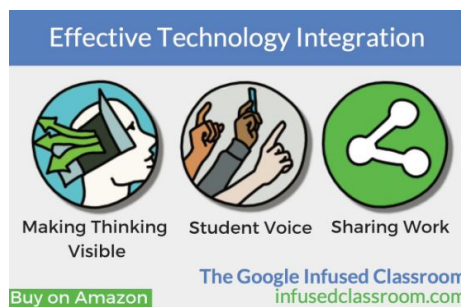 Effective Technology Integration
Making Thinking
Visible
Student Voice
Sharing Work
The Google Infused Classroom
Buy on Amazon
infusedclassroom.com